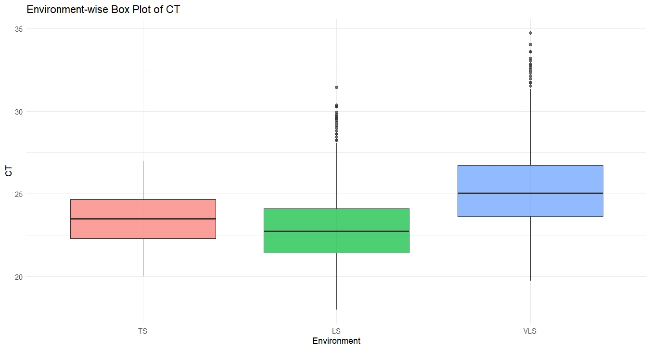 Environment-wise Box Plot of CT
35
30
25
20
CT
TS
LS
VLS
Environment